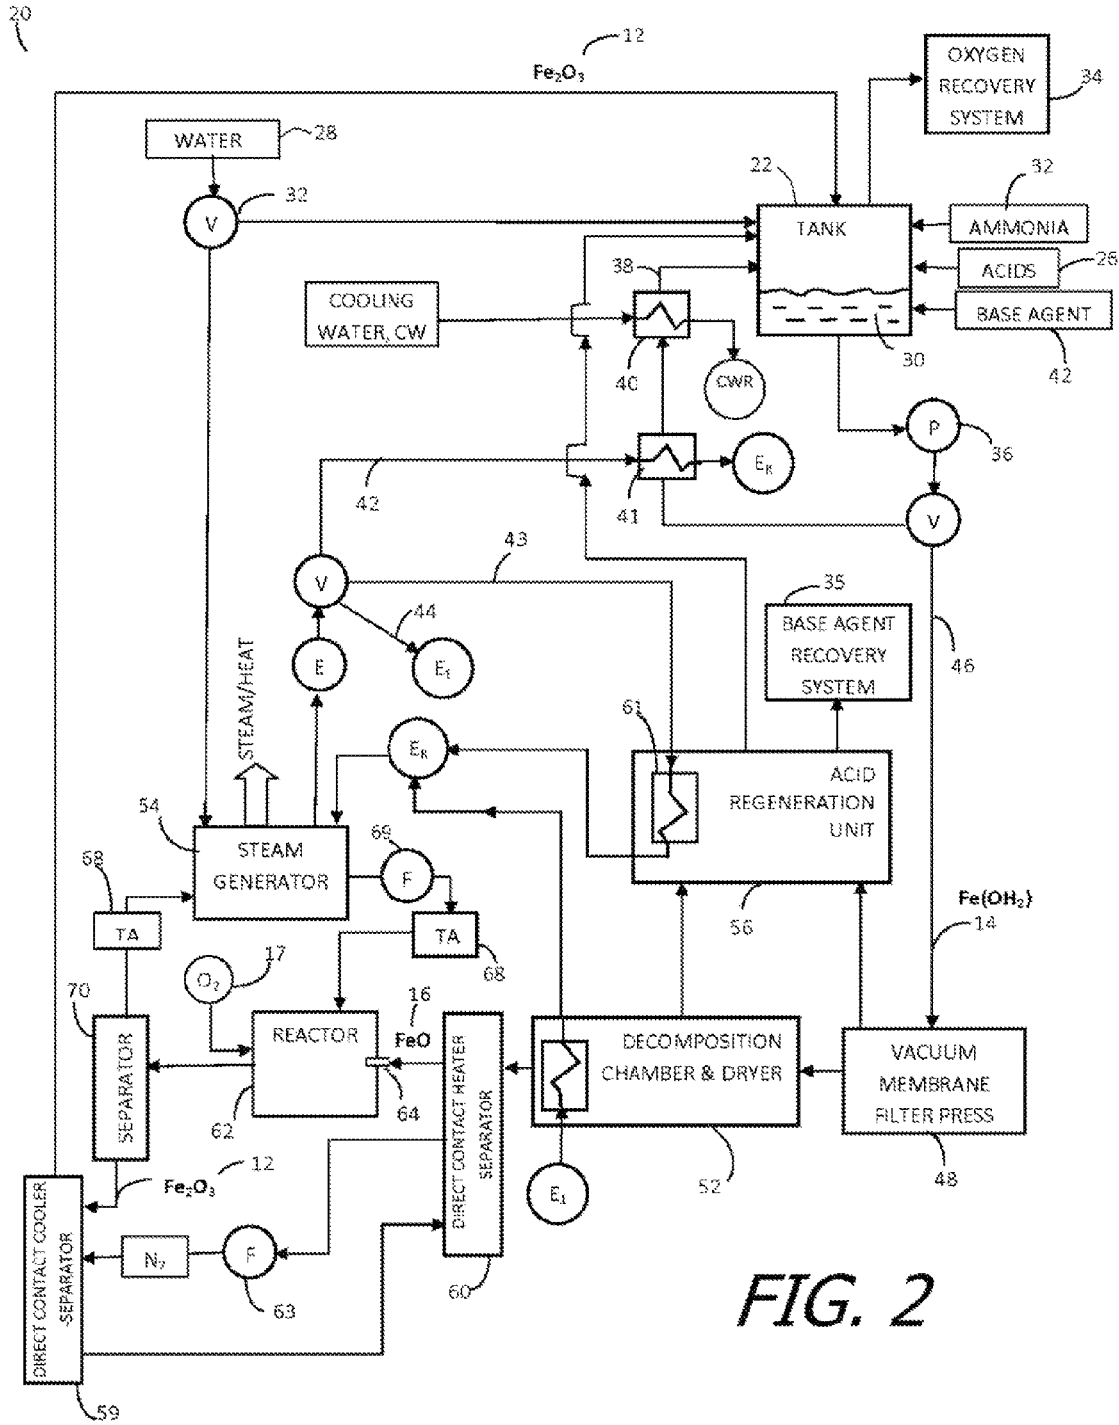 20
12
Fe₂O₃
OXYGEN
RECOVERY
SYSTEM
34
WATER
28
V
32
22
TANK
32
AMMONIA
ACIDS
26
BASE AGENT
42
30
COOLING
WATER, CW
38
40
CWR
P
36
42
41
E_R
V
43
V
44
E
E₁
35
BASE AGENT
RECOVERY
SYSTEM
46
STEAM/HEAT
E_R
61
ACID
REGENERATION
UNIT
54
STEAM
GENERATOR
69
F
68
TA
TA
68
56
Fe(OH₂)
14
O₂
17
70
SEPARATOR
REACTOR
16
FeO
64
62
DIRECT CONTACT HEATER
SEPARATOR
DECOMPOSITION
CHAMBER & DRYER
VACUUM
MEMBRANE
FILTER PRESS
52
48
E₁
12
Fe₂O₃
DIRECT CONTACT COOLER
-SEPARATOR
N₂
F
63
60
59
FIG. 2